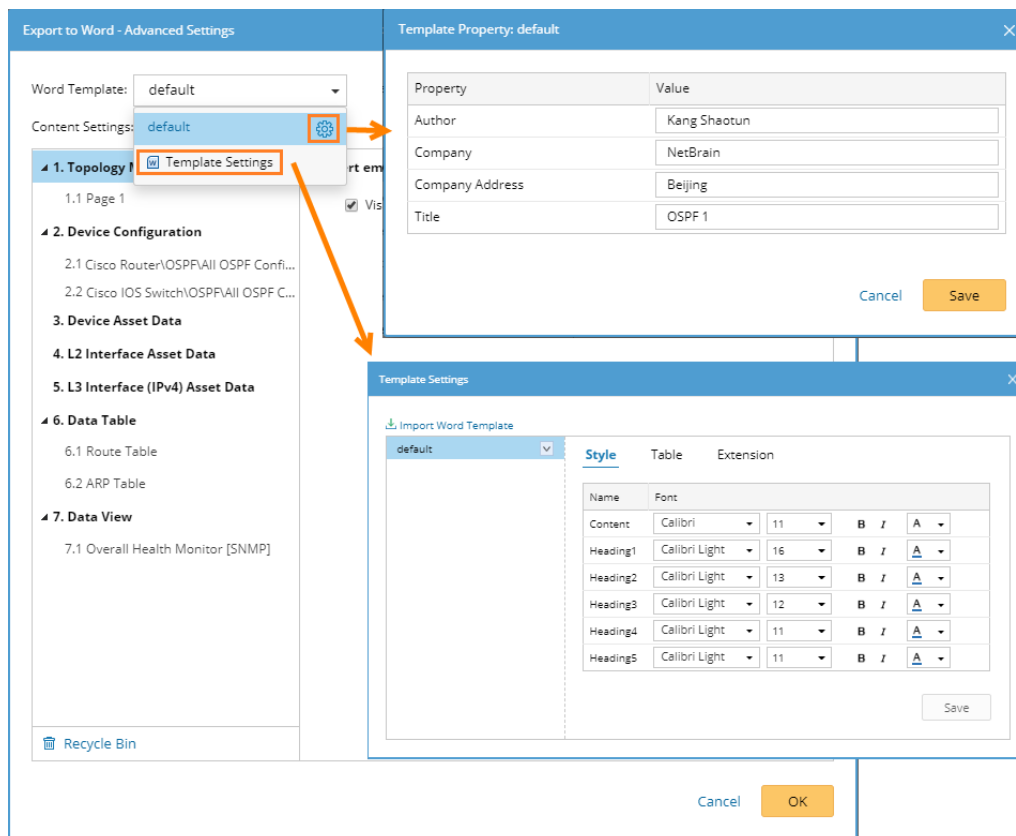 Export to Word - Advanced Settings
Word Template:
default
Content Settings:
default
Template Settings
1. Topology
1.1 Page 1
2. Device Configuration
2.1 Cisco Router\OSPF\All OSPF Confi...
2.2 Cisco IOS Switch\OSPF\All OSPF C...
3. Device Asset Data
4. L2 Interface Asset Data
5. L3 Interface (IPv4) Asset Data
6. Data Table
6.1 Route Table
6.2 ARP Table
7. Data View
7.1 Overall Health Monitor [SNMP]
Recycle Bin
Cancel OK
Template Property: default
Property Value
Author Kang Shaotun
Company NetBrain
Company Address Beijing
Title OSPF 1
Cancel Save
Template Settings
Import Word Template
default
Style Table Extension
Name Font
Content Calibri 11 B I A
Heading1 Calibri Light 16 B I A
Heading2 Calibri Light 13 B I A
Heading3 Calibri Light 12 B I A
Heading4 Calibri Light 11 B I A
Heading5 Calibri Light 11 B I A
Save